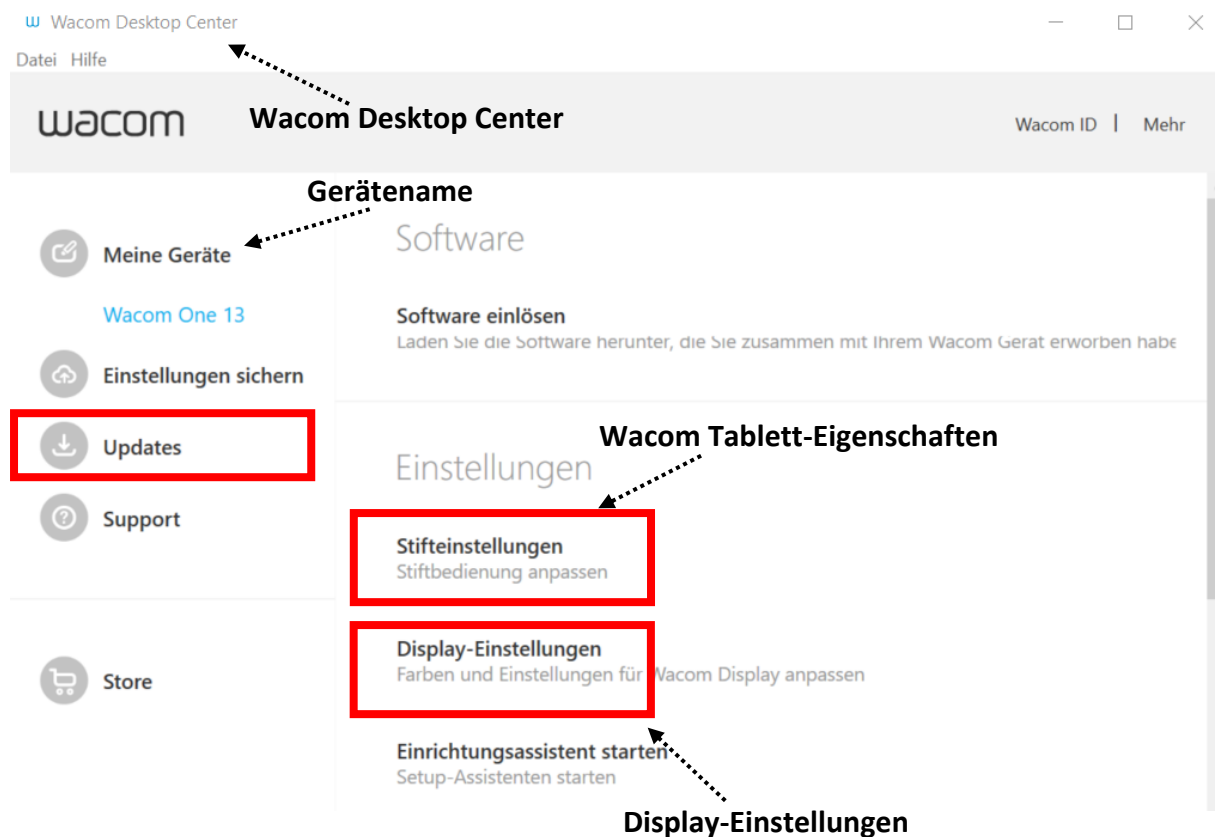 Wacom Desktop Center
Datei Hilfe
wacom
Wacom Desktop Center
Wacom ID | Mehr
Gerätename
Meine Geräte
Wacom One 13
Einstellungen sichern
Updates
Support
Store
Software
Software einlösen
Laden Sie die Software herunter, die Sie zusammen mit Ihrem Wacom Gerät erworben habe
Wacom Tablett-Eigenschaften
Einstellungen
Stifteinstellungen
Stiftbedienung anpassen
Display-Einstellungen
Farben und Einstellungen für Wacom Display anpassen
Einrichtungsassistent starten
Setup-Assistenten starten
Display-Einstellungen